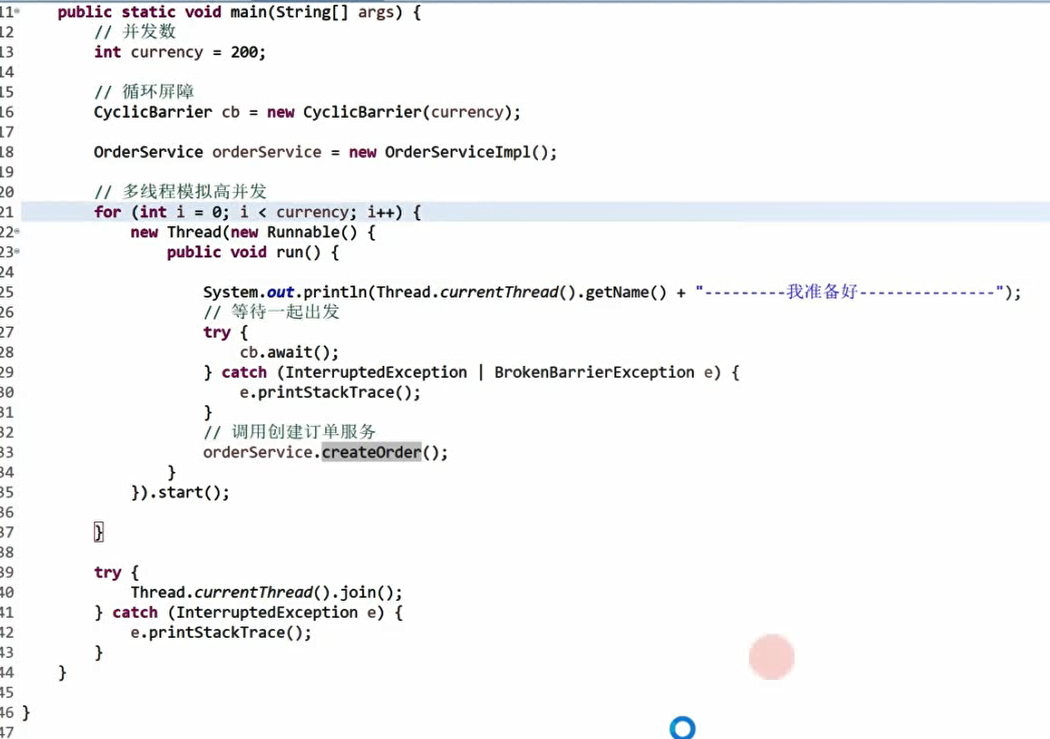 11 public static void main(String[] args) {
12 // 并发数
13 int currency = 200;
14
15 // 循环屏障
16 CyclicBarrier cb = new CyclicBarrier(currency);
17
18 OrderService orderService = new OrderServiceImpl();
19
20 // 多线程模拟高并发
21 for (int i = 0; i < currency; i++) {
22 new Thread(new Runnable() {
23 public void run() {
24
25 System.out.println(Thread.currentThread().getName() + "---------我准备好---------------");
26 // 等待一起出发
27 try {
28 cb.await();
29 } catch (InterruptedException | BrokenBarrierException e) {
30 e.printStackTrace();
31 }
32 // 调用创建订单服务
33 orderService.createOrder();
34 }
35 }).start();
36
37 }
38
39 try {
40 Thread.currentThread().join();
41 } catch (InterruptedException e) {
42 e.printStackTrace();
43 }
44 }
45
46 }
47